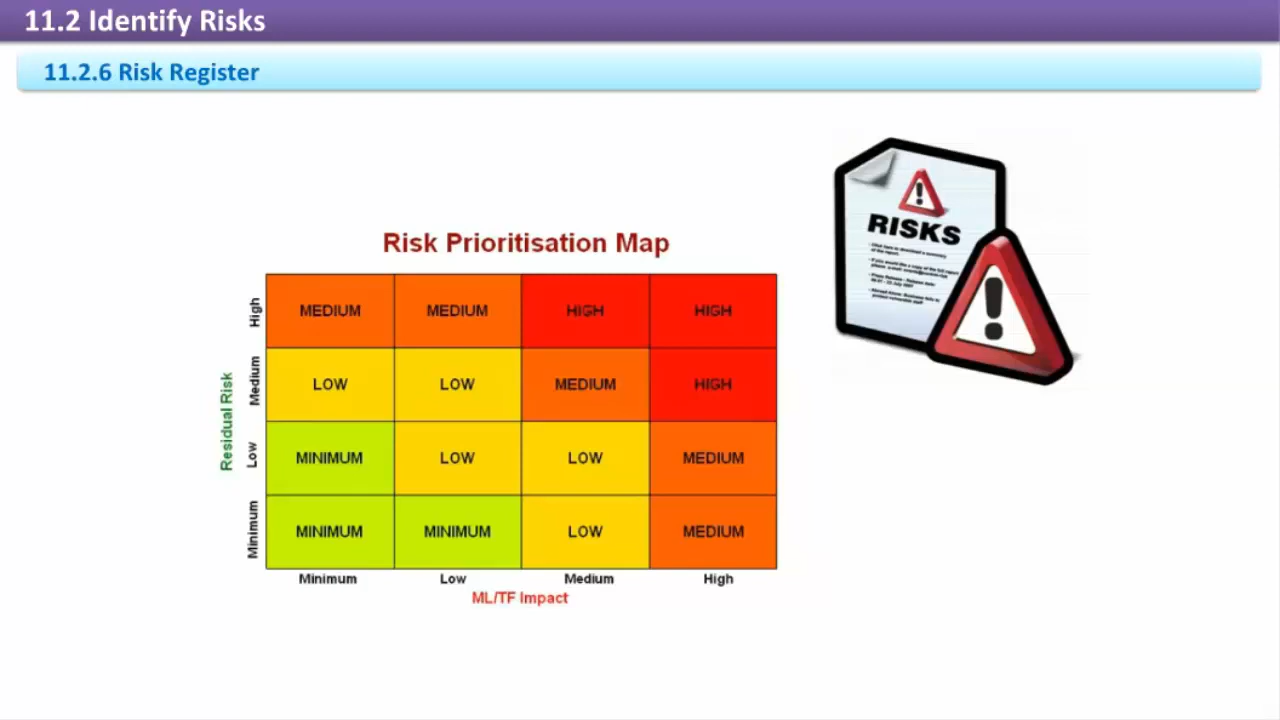 11.2 Identify Risks
11.2.6 Risk Register
RISKS
Risk Prioritisation Map
High
MEDIUM MEDIUM HIGH HIGH
Medium
LOW LOW MEDIUM HIGH
Residual Risk
Low
MINIMUM LOW LOW MEDIUM
Minimum
MINIMUM MINIMUM LOW MEDIUM
Minimum Low Medium High
ML/TF Impact